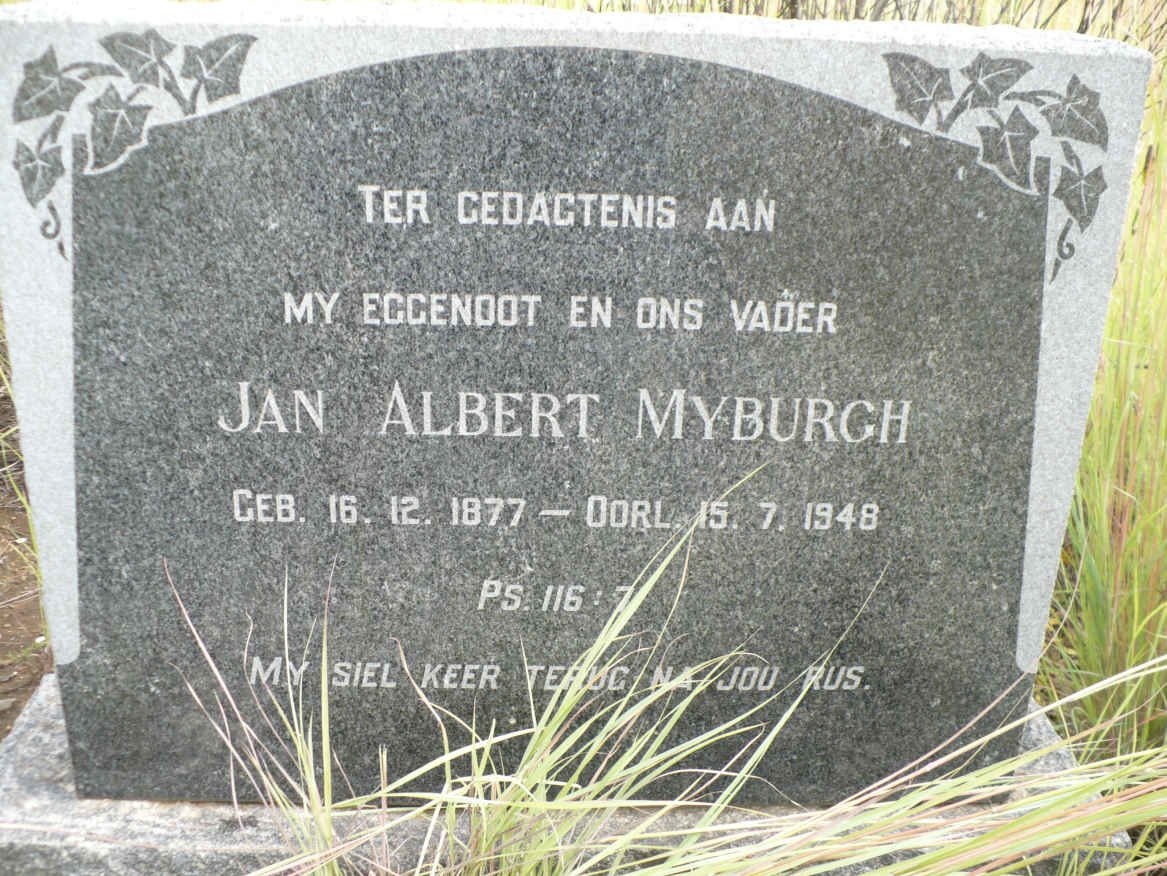 TER GEDAGTENIS AAN
MY EGGENOOT EN ONS VADER
JAN ALBERT MYBURGH
GEB. 16. 12. 1877 — OORL. 15. 7. 1948
PS. 116 : 7
MY SIEL KEER TERUG NA JOU RUS.